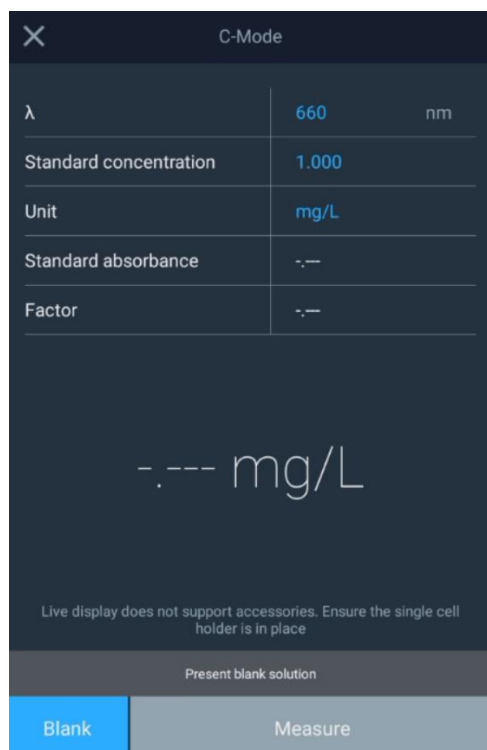 C-Mode
λ 660 nm
Standard concentration 1.000
Unit mg/L
Standard absorbance -.---
Factor -.---
-.--- mg/L
Live display does not support accessories. Ensure the single cell
holder is in place
Present blank solution
Blank Measure